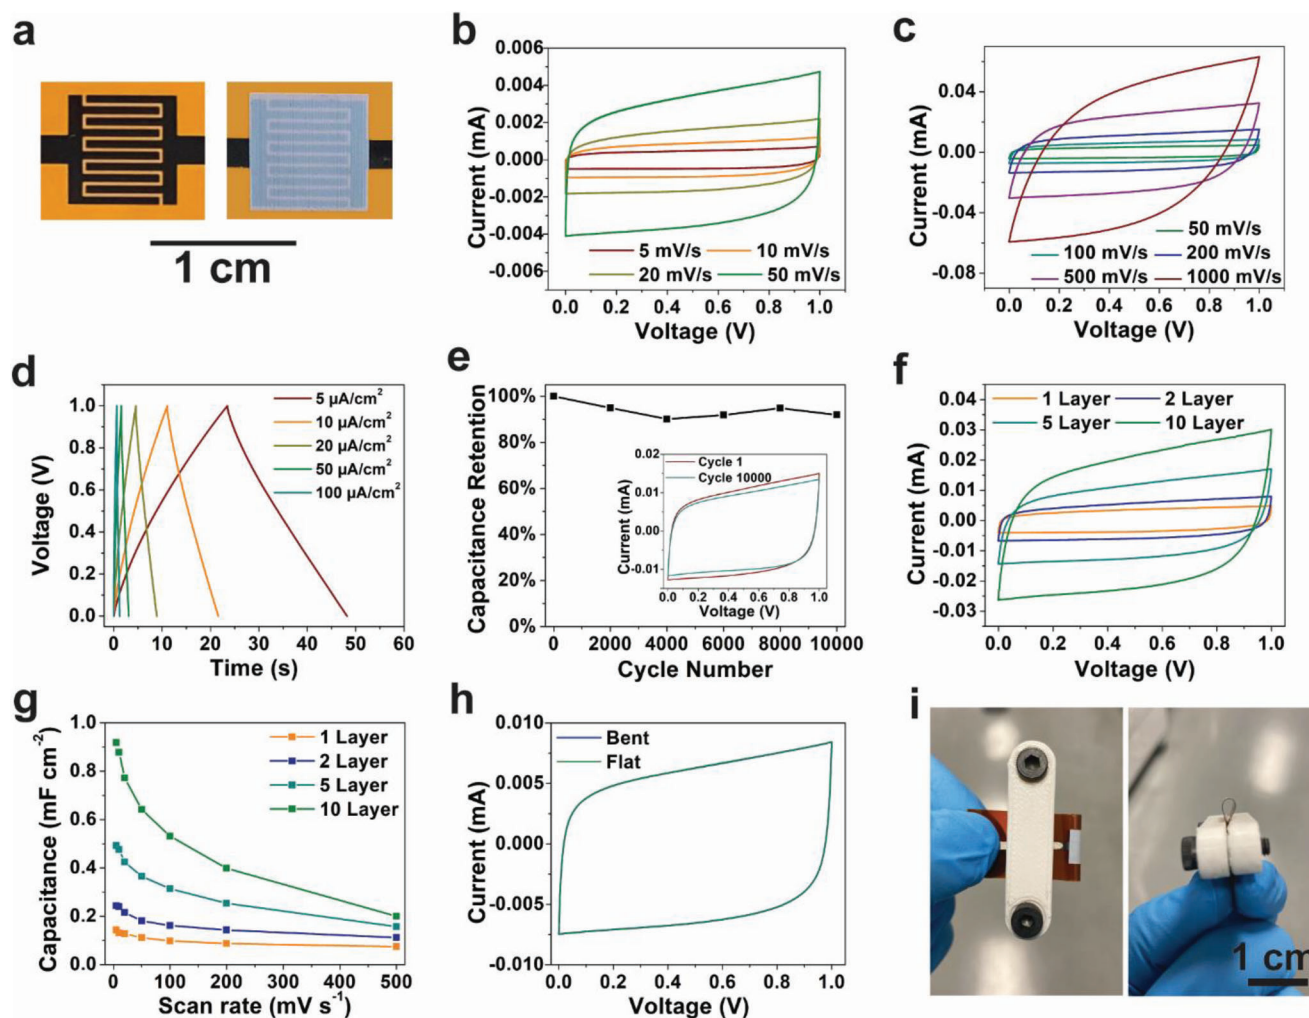 a
1 cm
b
0.006
0.004
0.002
0.000
-0.002
-0.004
-0.006
Current (mA)
5 mV/s
10 mV/s
20 mV/s
50 mV/s
0.0 0.2 0.4 0.6 0.8 1.0
Voltage (V)
c
0.04
0.00
-0.04
-0.08
Current (mA)
50 mV/s
100 mV/s
200 mV/s
500 mV/s
1000 mV/s
0.0 0.2 0.4 0.6 0.8 1.0
Voltage (V)
d
1.0
0.8
0.6
0.4
0.2
0.0
Voltage (V)
5 µA/cm²
10 µA/cm²
20 µA/cm²
50 µA/cm²
100 µA/cm²
0 10 20 30 40 50 60
Time (s)
e
100%
80%
60%
40%
20%
0%
Capacitance Retention
0.02
0.01
0.00
-0.01
Current (mA)
Cycle 1
Cycle 10000
0.0 0.2 0.4 0.6 0.8 1.0
Voltage (V)
0 2000 4000 6000 8000 10000
Cycle Number
f
1 Layer
2 Layer
5 Layer
10 Layer
0.03
0.02
0.01
0.00
-0.01
-0.02
-0.03
Current (mA)
0.0 0.2 0.4 0.6 0.8 1.0
Voltage (V)
g
1.0
0.8
0.6
0.4
0.2
0.0
Capacitance (mF cm⁻²)
1 Layer
2 Layer
5 Layer
10 Layer
0 100 200 300 400 500
Scan rate (mV s⁻¹)
h
0.010
0.005
0.000
-0.005
-0.010
Current (mA)
Bent
Flat
0.0 0.2 0.4 0.6 0.8 1.0
Voltage (V)
i
1 cm